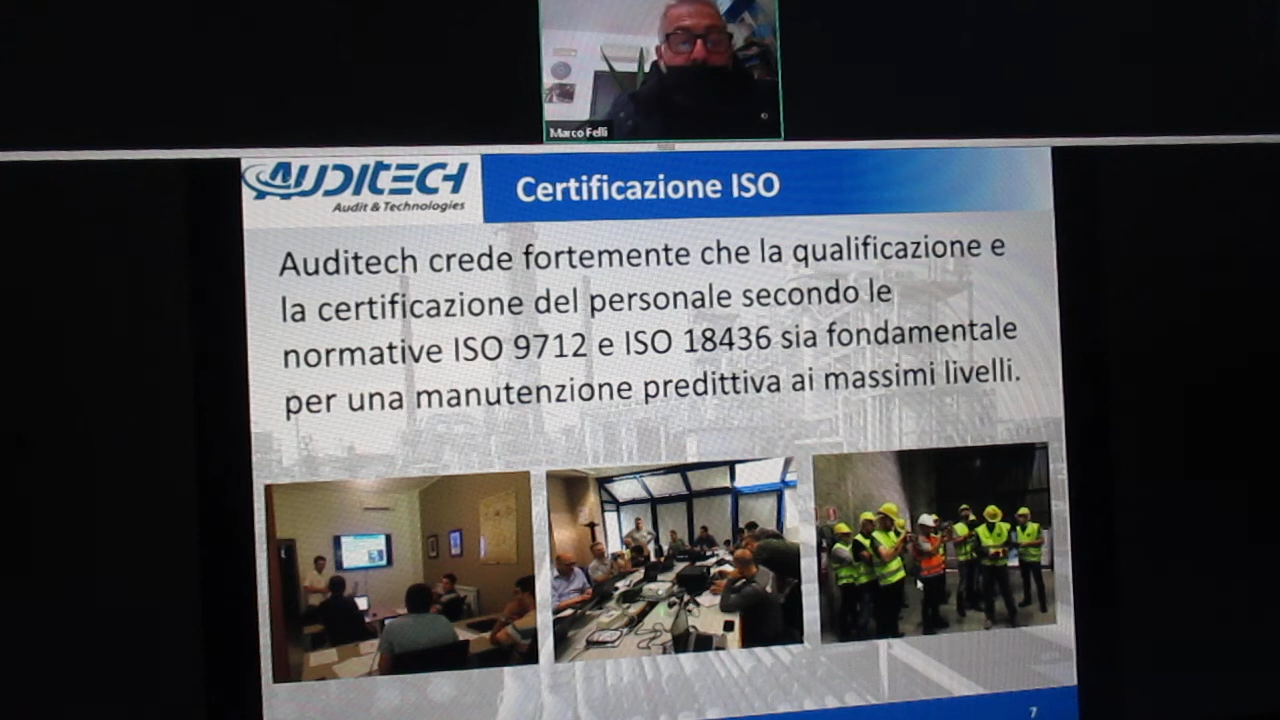 Marco Felli
AUDITECH
Audit & Technologies
Certificazione ISO
Auditech crede fortemente che la qualificazione e
la certificazione del personale secondo le
normative ISO 9712 e ISO 18436 sia fondamentale
per una manutenzione predittiva ai massimi livelli.
7